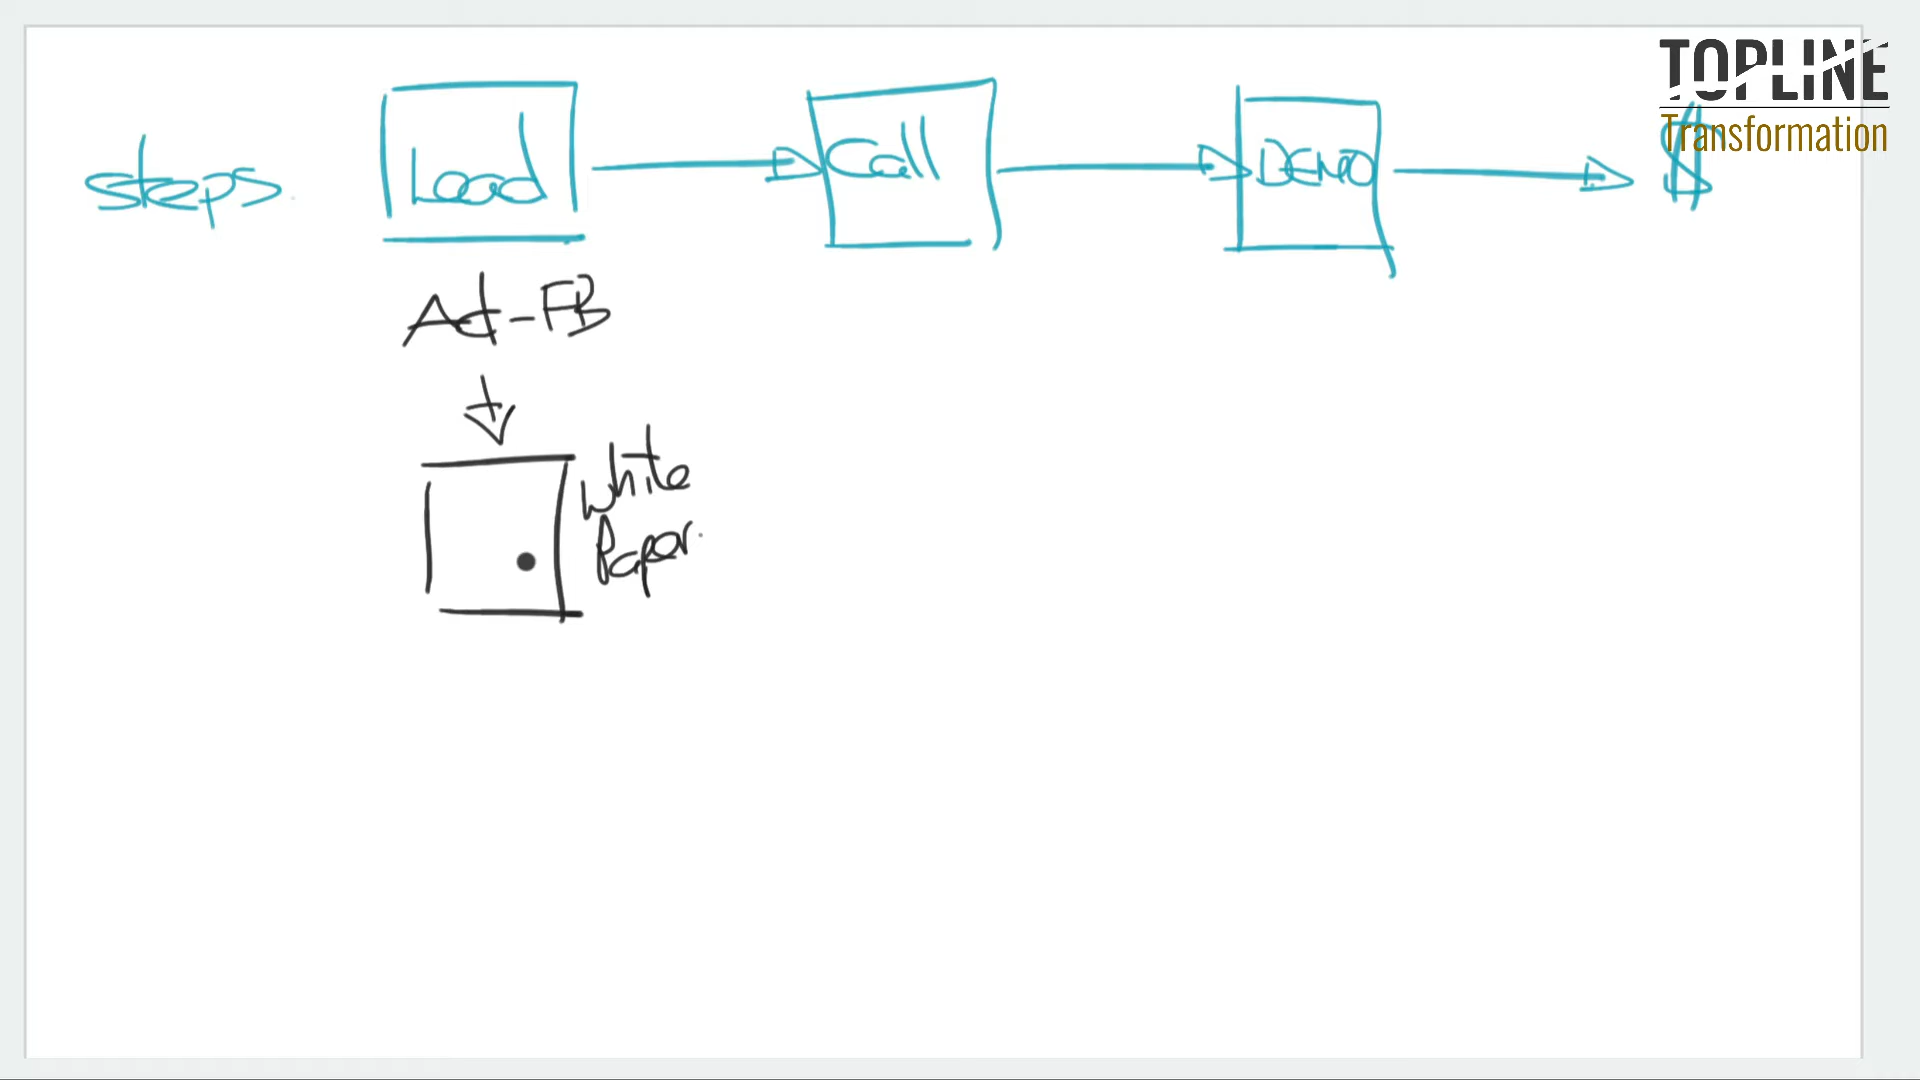 TOPLINE
Transformation
steps.
Lead
Call
DEMO
$
Ad-FB
White
Paper.